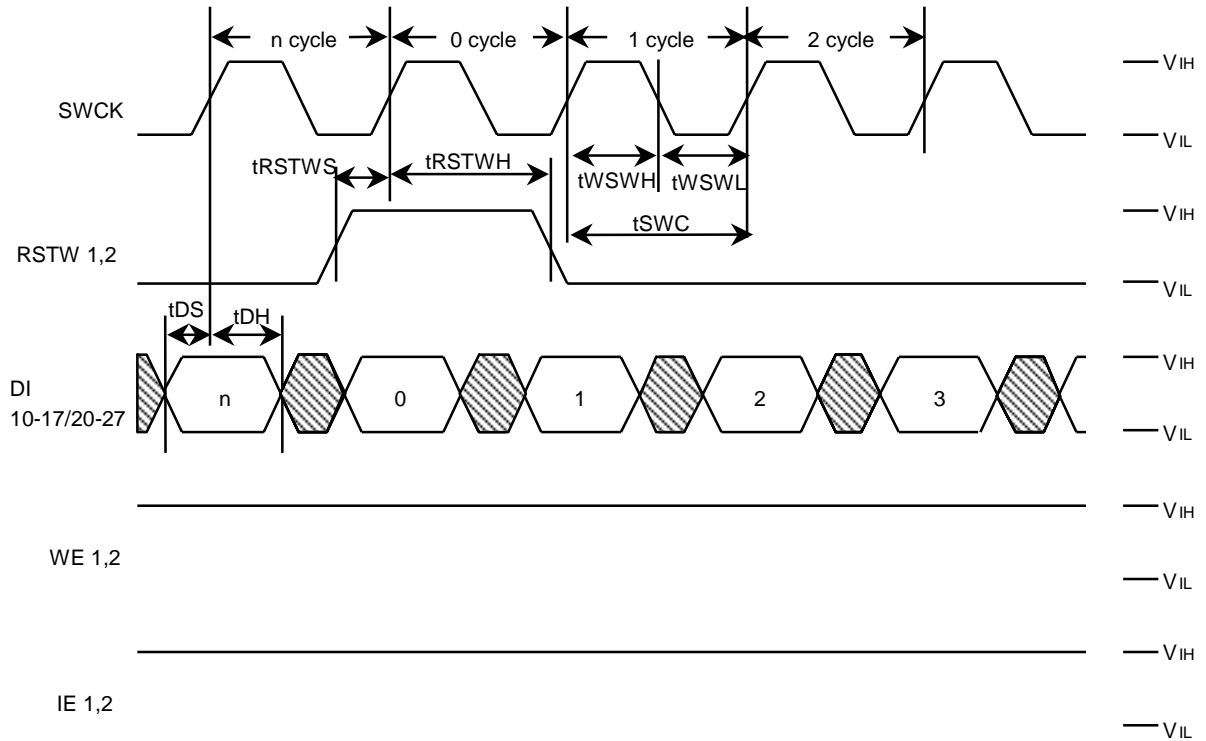 n cycle 0 cycle 1 cycle 2 cycle
VIH
SWCK
VIL
tRSTWS tRSTWH tWSWH tWSWL
VIH
tSWC
RSTW 1,2
VIL
tDS tDH
VIH
DI
n 0 1 2 3
10-17/20-27
VIL
VIH
WE 1,2
VIL
VIH
IE 1,2
VIL